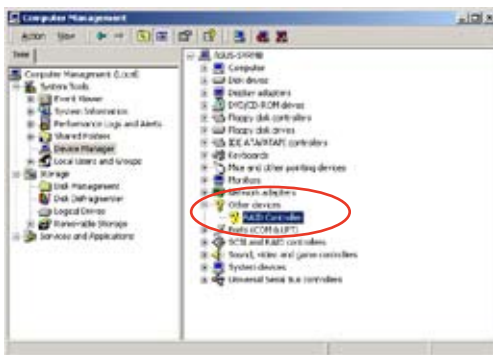 Computer Management
Action View
Tree
Computer Management (Local)
System Tools
Event Viewer
System Information
Performance Logs and Alerts
Shared Folders
Device Manager
Local Users and Groups
Storage
Disk Management
Disk Defragmenter
Logical Drives
Removable Storage
Services and Applications
Computer
Disk drives
Display adapters
DVD/CD-ROM drives
Floppy disk controllers
Floppy disk drives
IDE ATA/ATAPI controllers
Keyboards
Mice and other pointing devices
Monitors
Network adapters
Other devices
RAID Controller
Ports (COM & LPT)
SCSI and RAID controllers
Sound, video and game controllers
System devices
Universal Serial Bus controllers